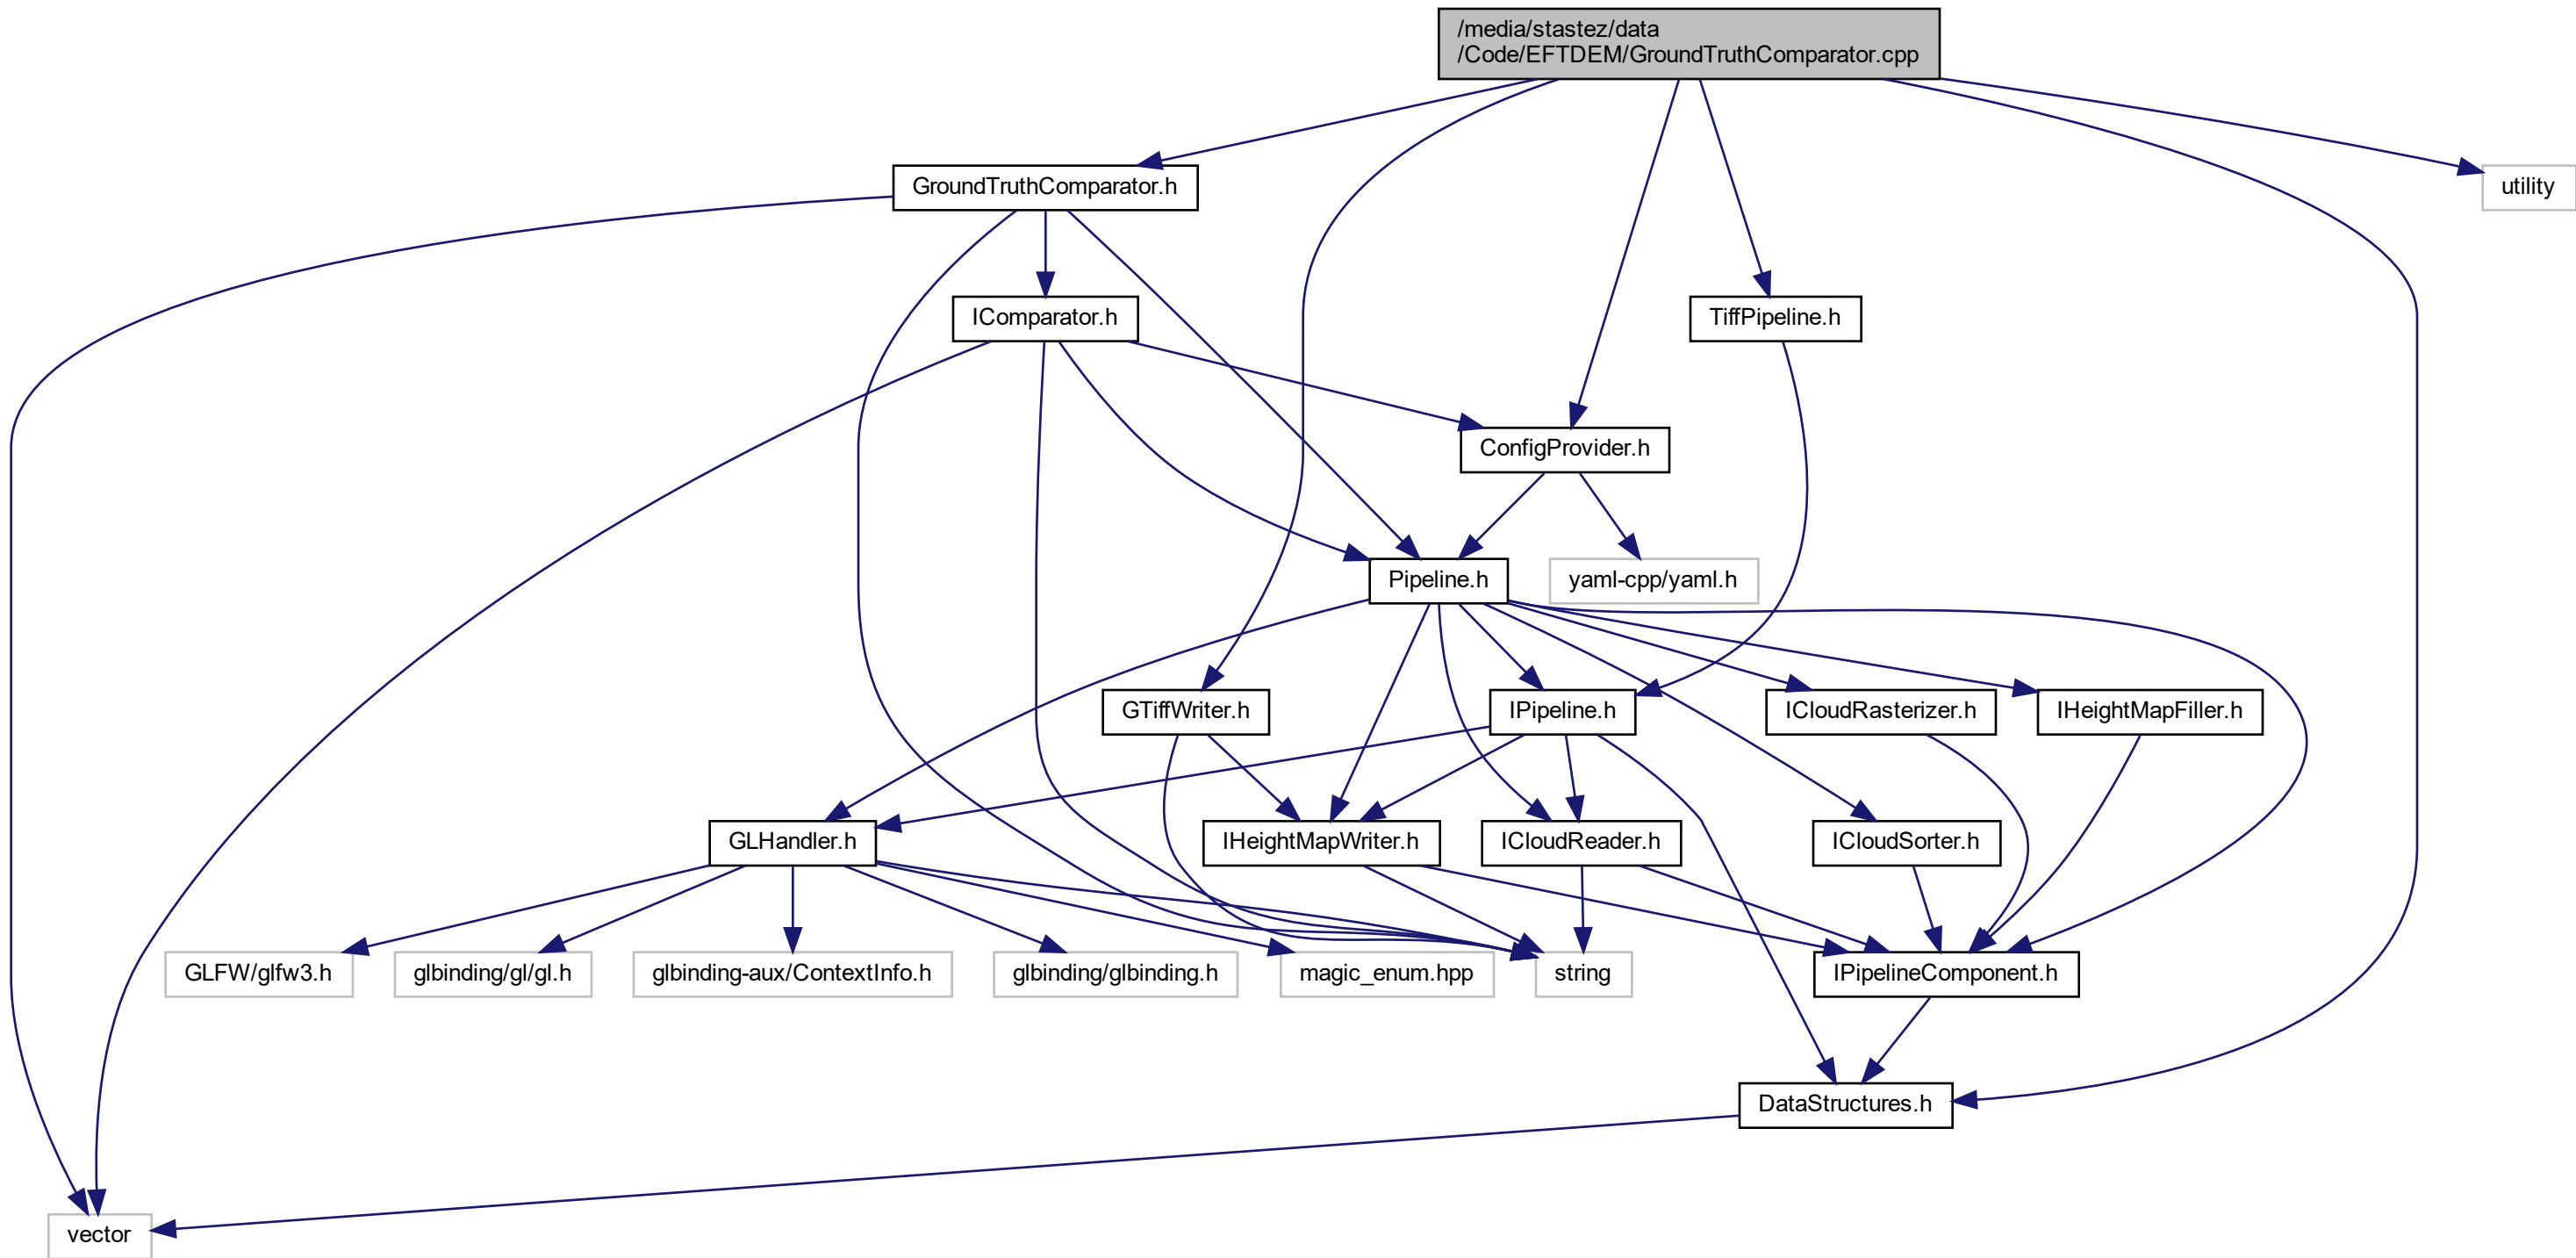 /media/stastez/data
/Code/EFTDEM/GroundTruthComparator.cpp
GroundTruthComparator.h
utility
IComparator.h
TiffPipeline.h
ConfigProvider.h
Pipeline.h
yaml-cpp/yaml.h
GTiffWriter.h
IPipeline.h
ICloudRasterizer.h
IHeightMapFiller.h
GLHandler.h
IHeightMapWriter.h
ICloudReader.h
ICloudSorter.h
GLFW/glfw3.h
glbinding/gl/gl.h
glbinding-aux/ContextInfo.h
glbinding/glbinding.h
magic_enum.hpp
string
IPipelineComponent.h
DataStructures.h
vector